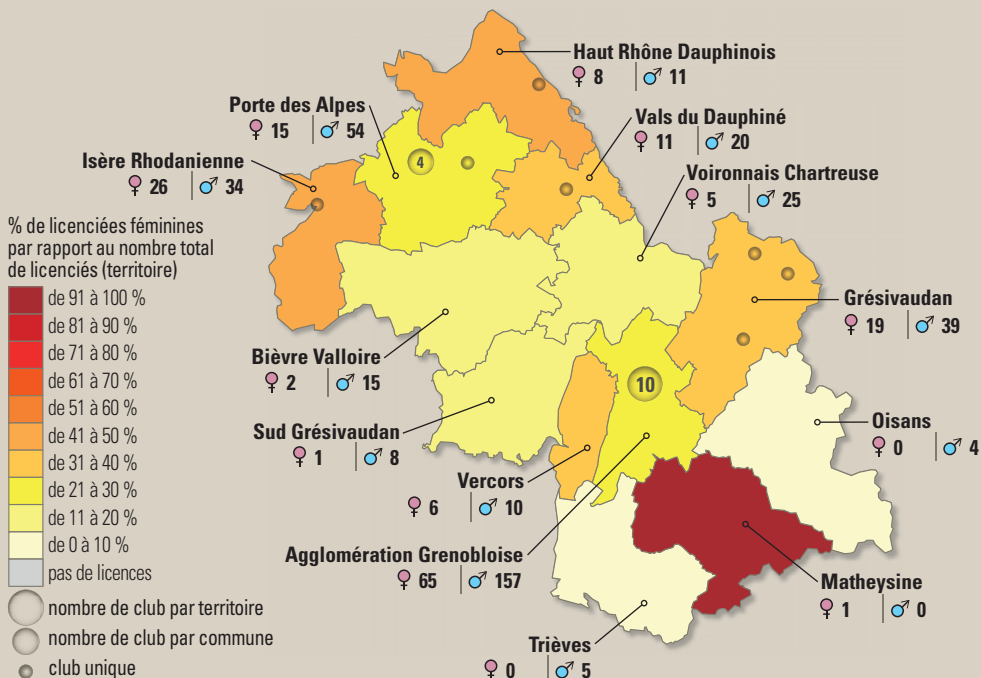 Haut Rhône Dauphinois
♀ 8 | ♂ 11
Porte des Alpes
♀ 15 | ♂ 54
Vals du Dauphiné
♀ 11 | ♂ 20
Isère Rhodanienne
♀ 26 | ♂ 34
Voironnais Chartreuse
♀ 5 | ♂ 25
4
% de licenciées féminines
par rapport au nombre total
de licenciés (territoire)
de 91 à 100 %
de 81 à 90 %
de 71 à 80 %
de 61 à 70 %
de 51 à 60 %
de 41 à 50 %
de 31 à 40 %
de 21 à 30 %
de 11 à 20 %
de 0 à 10 %
pas de licences
nombre de club par territoire
nombre de club par commune
club unique
Grésivaudan
♀ 19 | ♂ 39
Bièvre Valloire
♀ 2 | ♂ 15
10
Sud Grésivaudan
♀ 1 | ♂ 8
Oisans
♀ 0 | ♂ 4
Vercors
♀ 6 | ♂ 10
Agglomération Grenobloise
♀ 65 | ♂ 157
Matheysine
♀ 1 | ♂ 0
Trièves
♀ 0 | ♂ 5